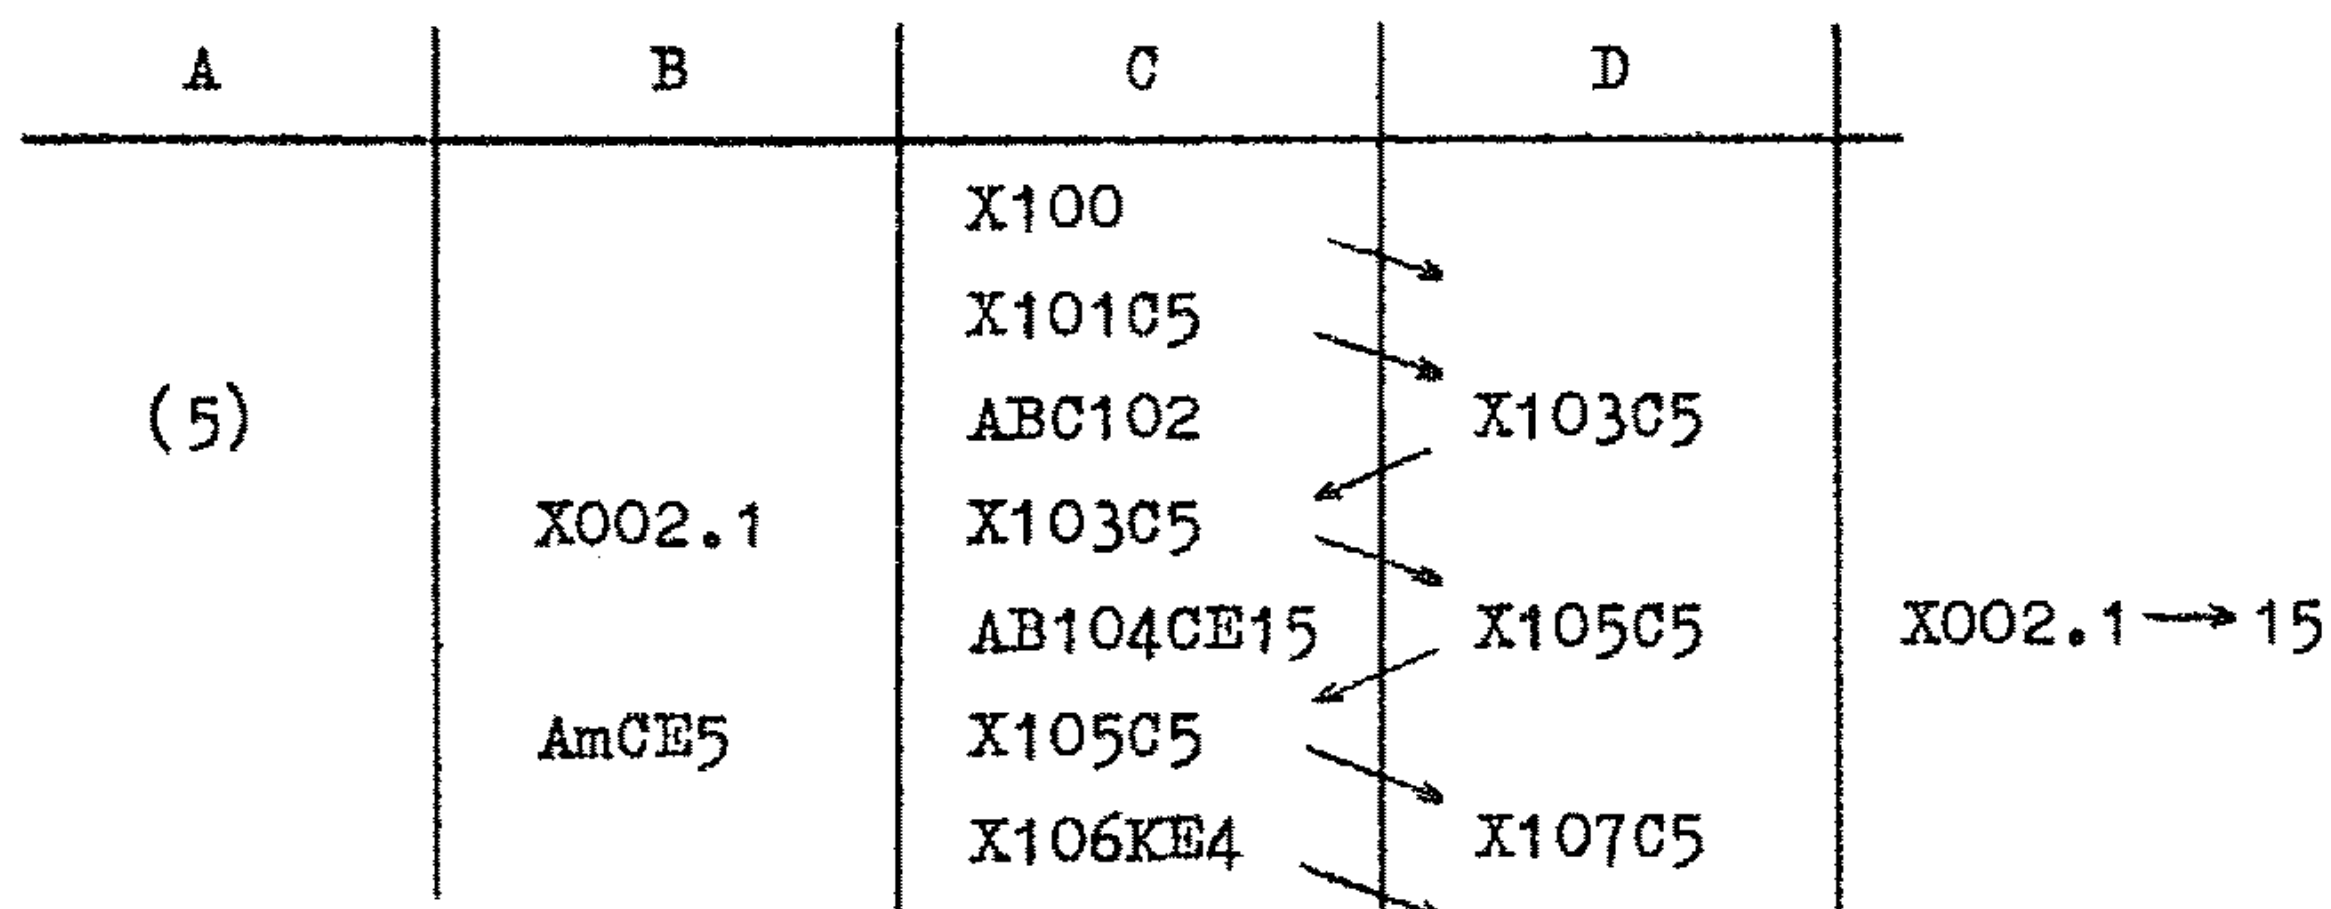 A B C D
X100
X101C5
(5) ABC102 X103C5
X002.1 X103C5
AB104CE15 X105C5 X002.1 → 15
AmCE5 X105C5
X106KE4 X107C5